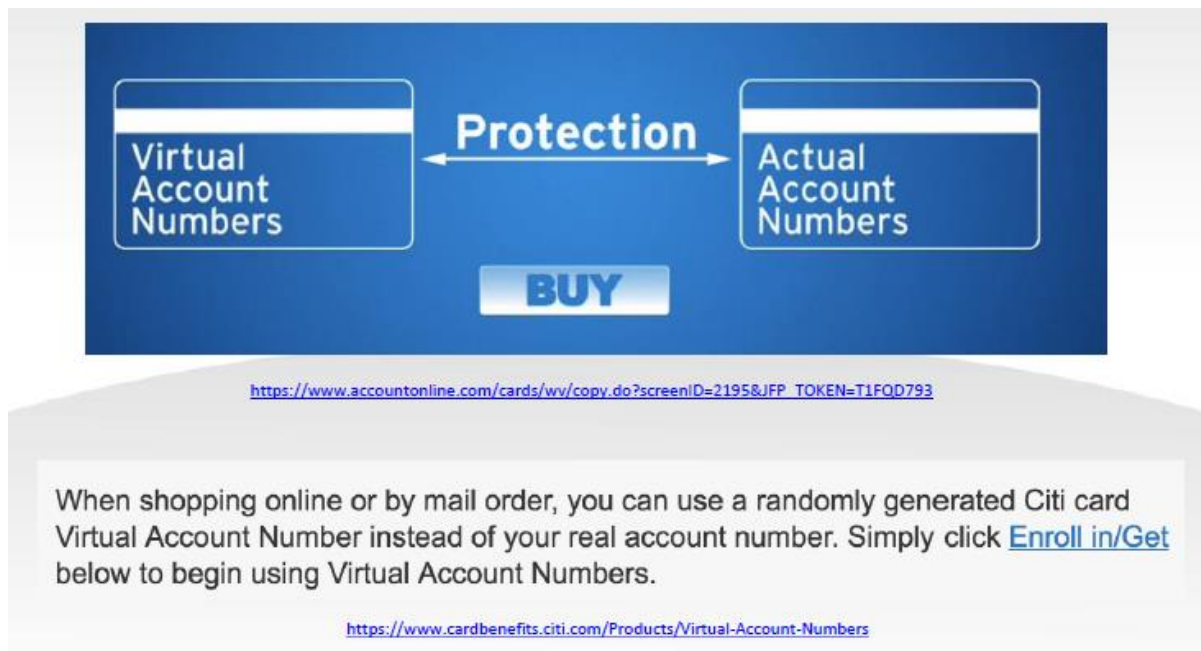 Protection
Virtual
Account
Numbers
Actual
Account
Numbers
BUY
https://www.accountonline.com/cards/wv/copy.do?screenID=2195&JFP_TOKEN=T1FQD793
When shopping online or by mail order, you can use a randomly generated Citi card
Virtual Account Number instead of your real account number. Simply click Enroll in/Get
below to begin using Virtual Account Numbers.
https://www.cardbenefits.citi.com/Products/Virtual-Account-Numbers